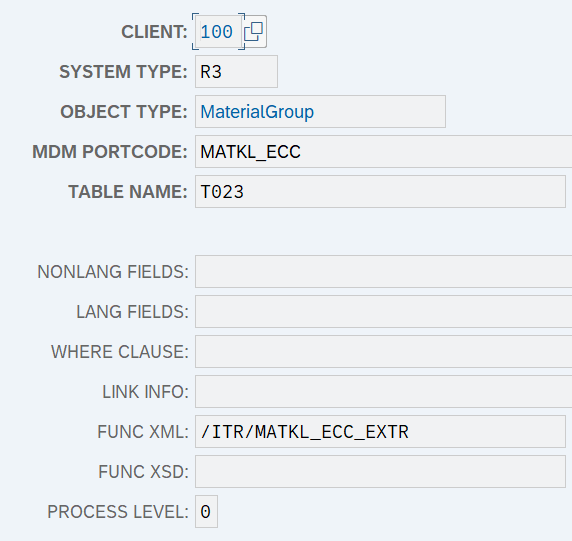 CLIENT: 100
SYSTEM TYPE: R3
OBJECT TYPE: MaterialGroup
MDM PORTCODE: MATKL_ECC
TABLE NAME: T023
NONLANG FIELDS:
LANG FIELDS:
WHERE CLAUSE:
LINK INFO:
FUNC XML: /ITR/MATKL_ECC_EXTR
FUNC XSD:
PROCESS LEVEL: 0